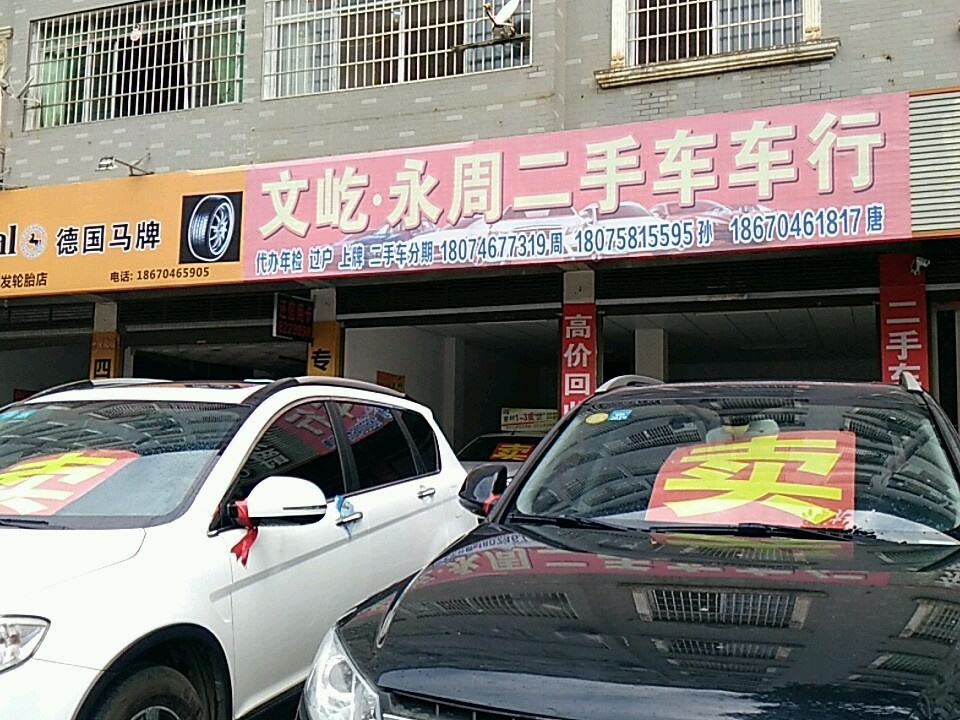 文屹·永周二手车车行
代办年检 过户 上牌 二手车分期 18074677319周、18075815595孙 18670461817唐
al 德国马牌
发轮胎店
电话: 18670465905
四
专
高价回收
二手车
卖
卖